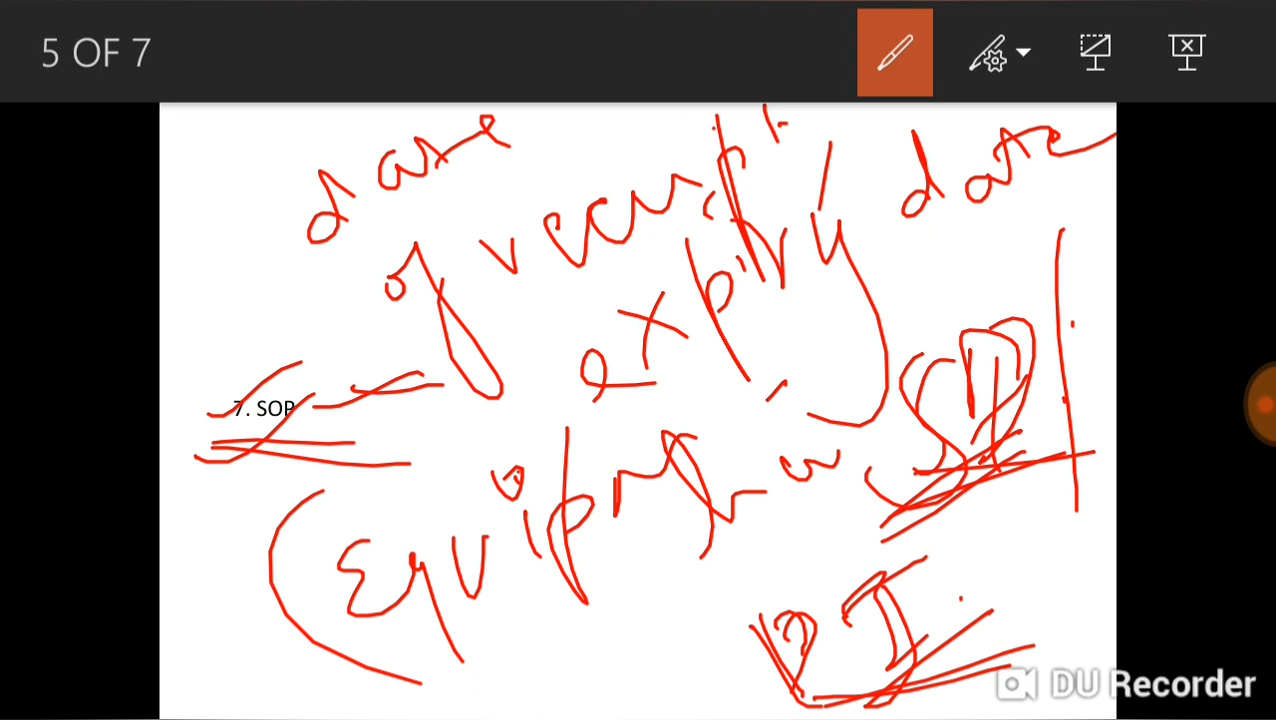 5 OF 7
date
of receipt date
expiry
7. SOP
Equipment
DU Recorder